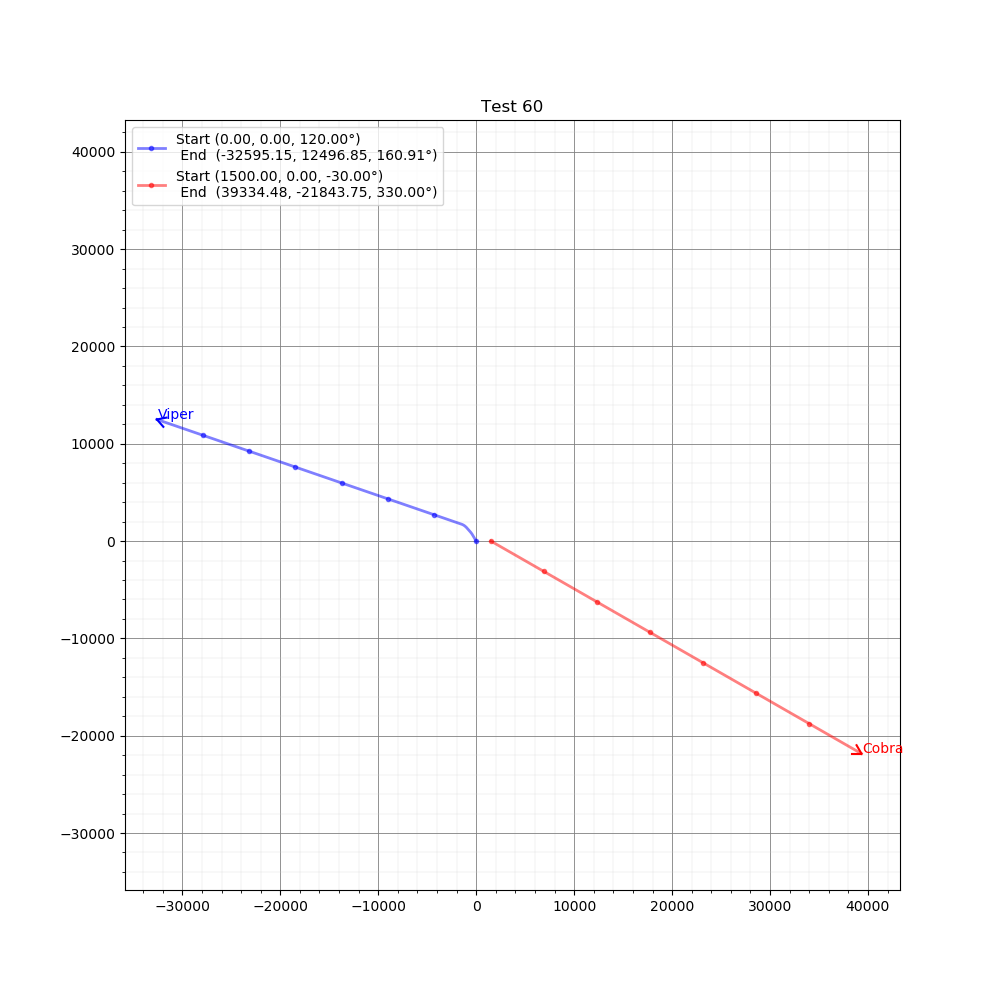 Test 60
Start (0.00, 0.00, 120.00°)
End (-32595.15, 12496.85, 160.91°)
Start (1500.00, 0.00, -30.00°)
End (39334.48, -21843.75, 330.00°)
40000
30000
20000
10000
0
−10000
−20000
−30000
Viper
Cobra
−30000 −20000 −10000 0 10000 20000 30000 40000